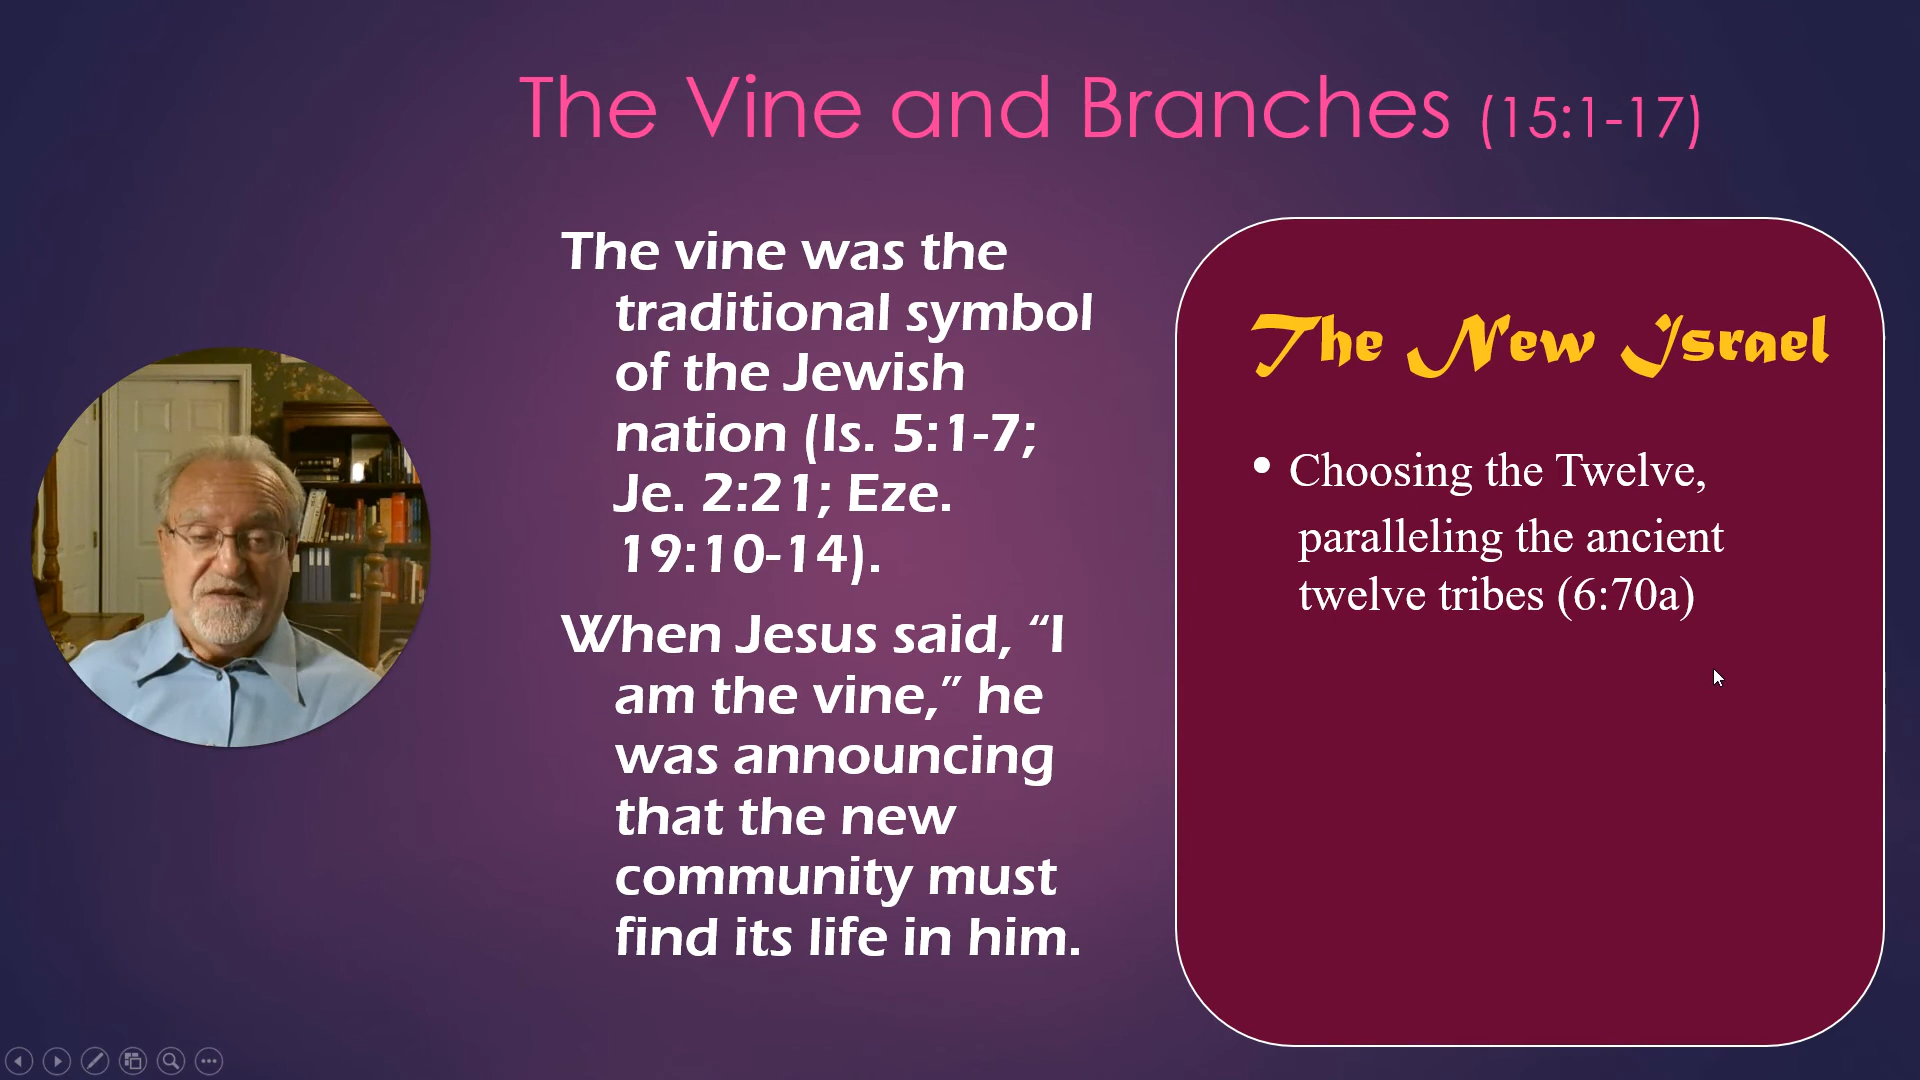 The Vine and Branches (15:1-17)
The vine was the
traditional symbol
of the Jewish
nation (Is. 5:1-7;
Je. 2:21; Eze.
19:10-14).
When Jesus said, “I
am the vine,” he
was announcing
that the new
community must
find its life in him.
The New Israel
• Choosing the Twelve,
paralleling the ancient
twelve tribes (6:70a)